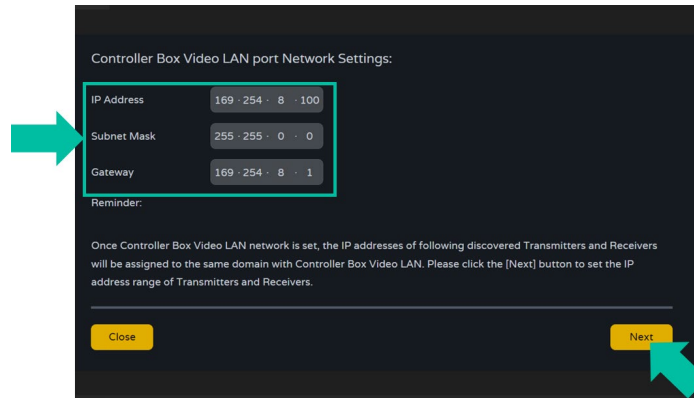 Controller Box Video LAN port Network Settings:
IP Address 169 · 254 · 8 · 100
Subnet Mask 255 · 255 · 0 · 0
Gateway 169 · 254 · 8 · 1
Reminder:
Once Controller Box Video LAN network is set, the IP addresses of following discovered Transmitters and Receivers
will be assigned to the same domain with Controller Box Video LAN. Please click the [Next] button to set the IP
address range of Transmitters and Receivers.
Close Next